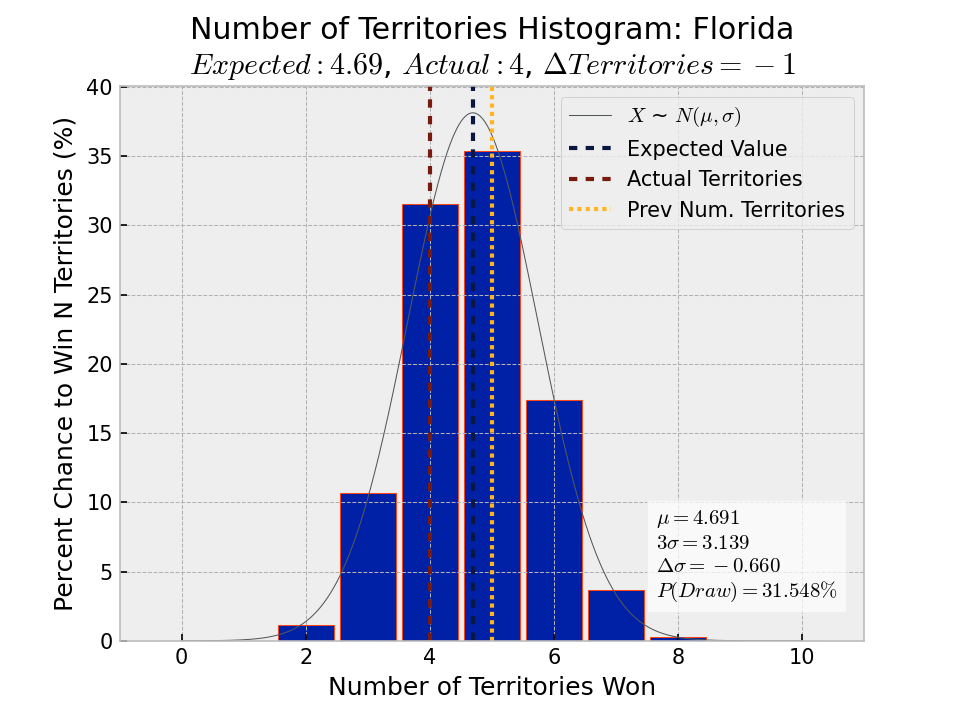 Number of Territories Histogram: Florida
Expected : 4.69, Actual : 4, ΔTerritories = −1
Percent Chance to Win N Territories (%)
40
35
30
25
20
15
10
5
0
X ~ N(μ, σ)
Expected Value
Actual Territories
Prev Num. Territories
μ = 4.691
3σ = 3.139
Δσ = −0.660
P(Draw) = 31.548%
0 2 4 6 8 10
Number of Territories Won